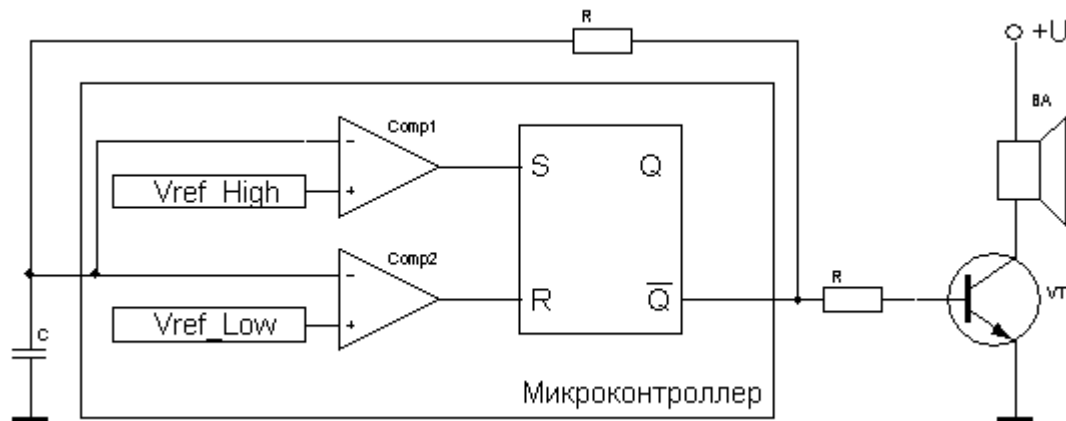 R
+U
BA
Comp1
−
S
Q
Vref_High
+
Comp2
−
R
Q̅
R
VT
Vref_Low
+
C
Микроконтроллер